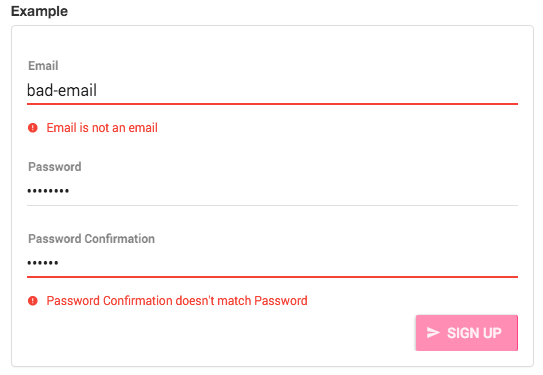 Example
Email
bad-email
Email is not an email
Password
••••••••
Password Confirmation
••••••
Password Confirmation doesn't match Password
SIGN UP